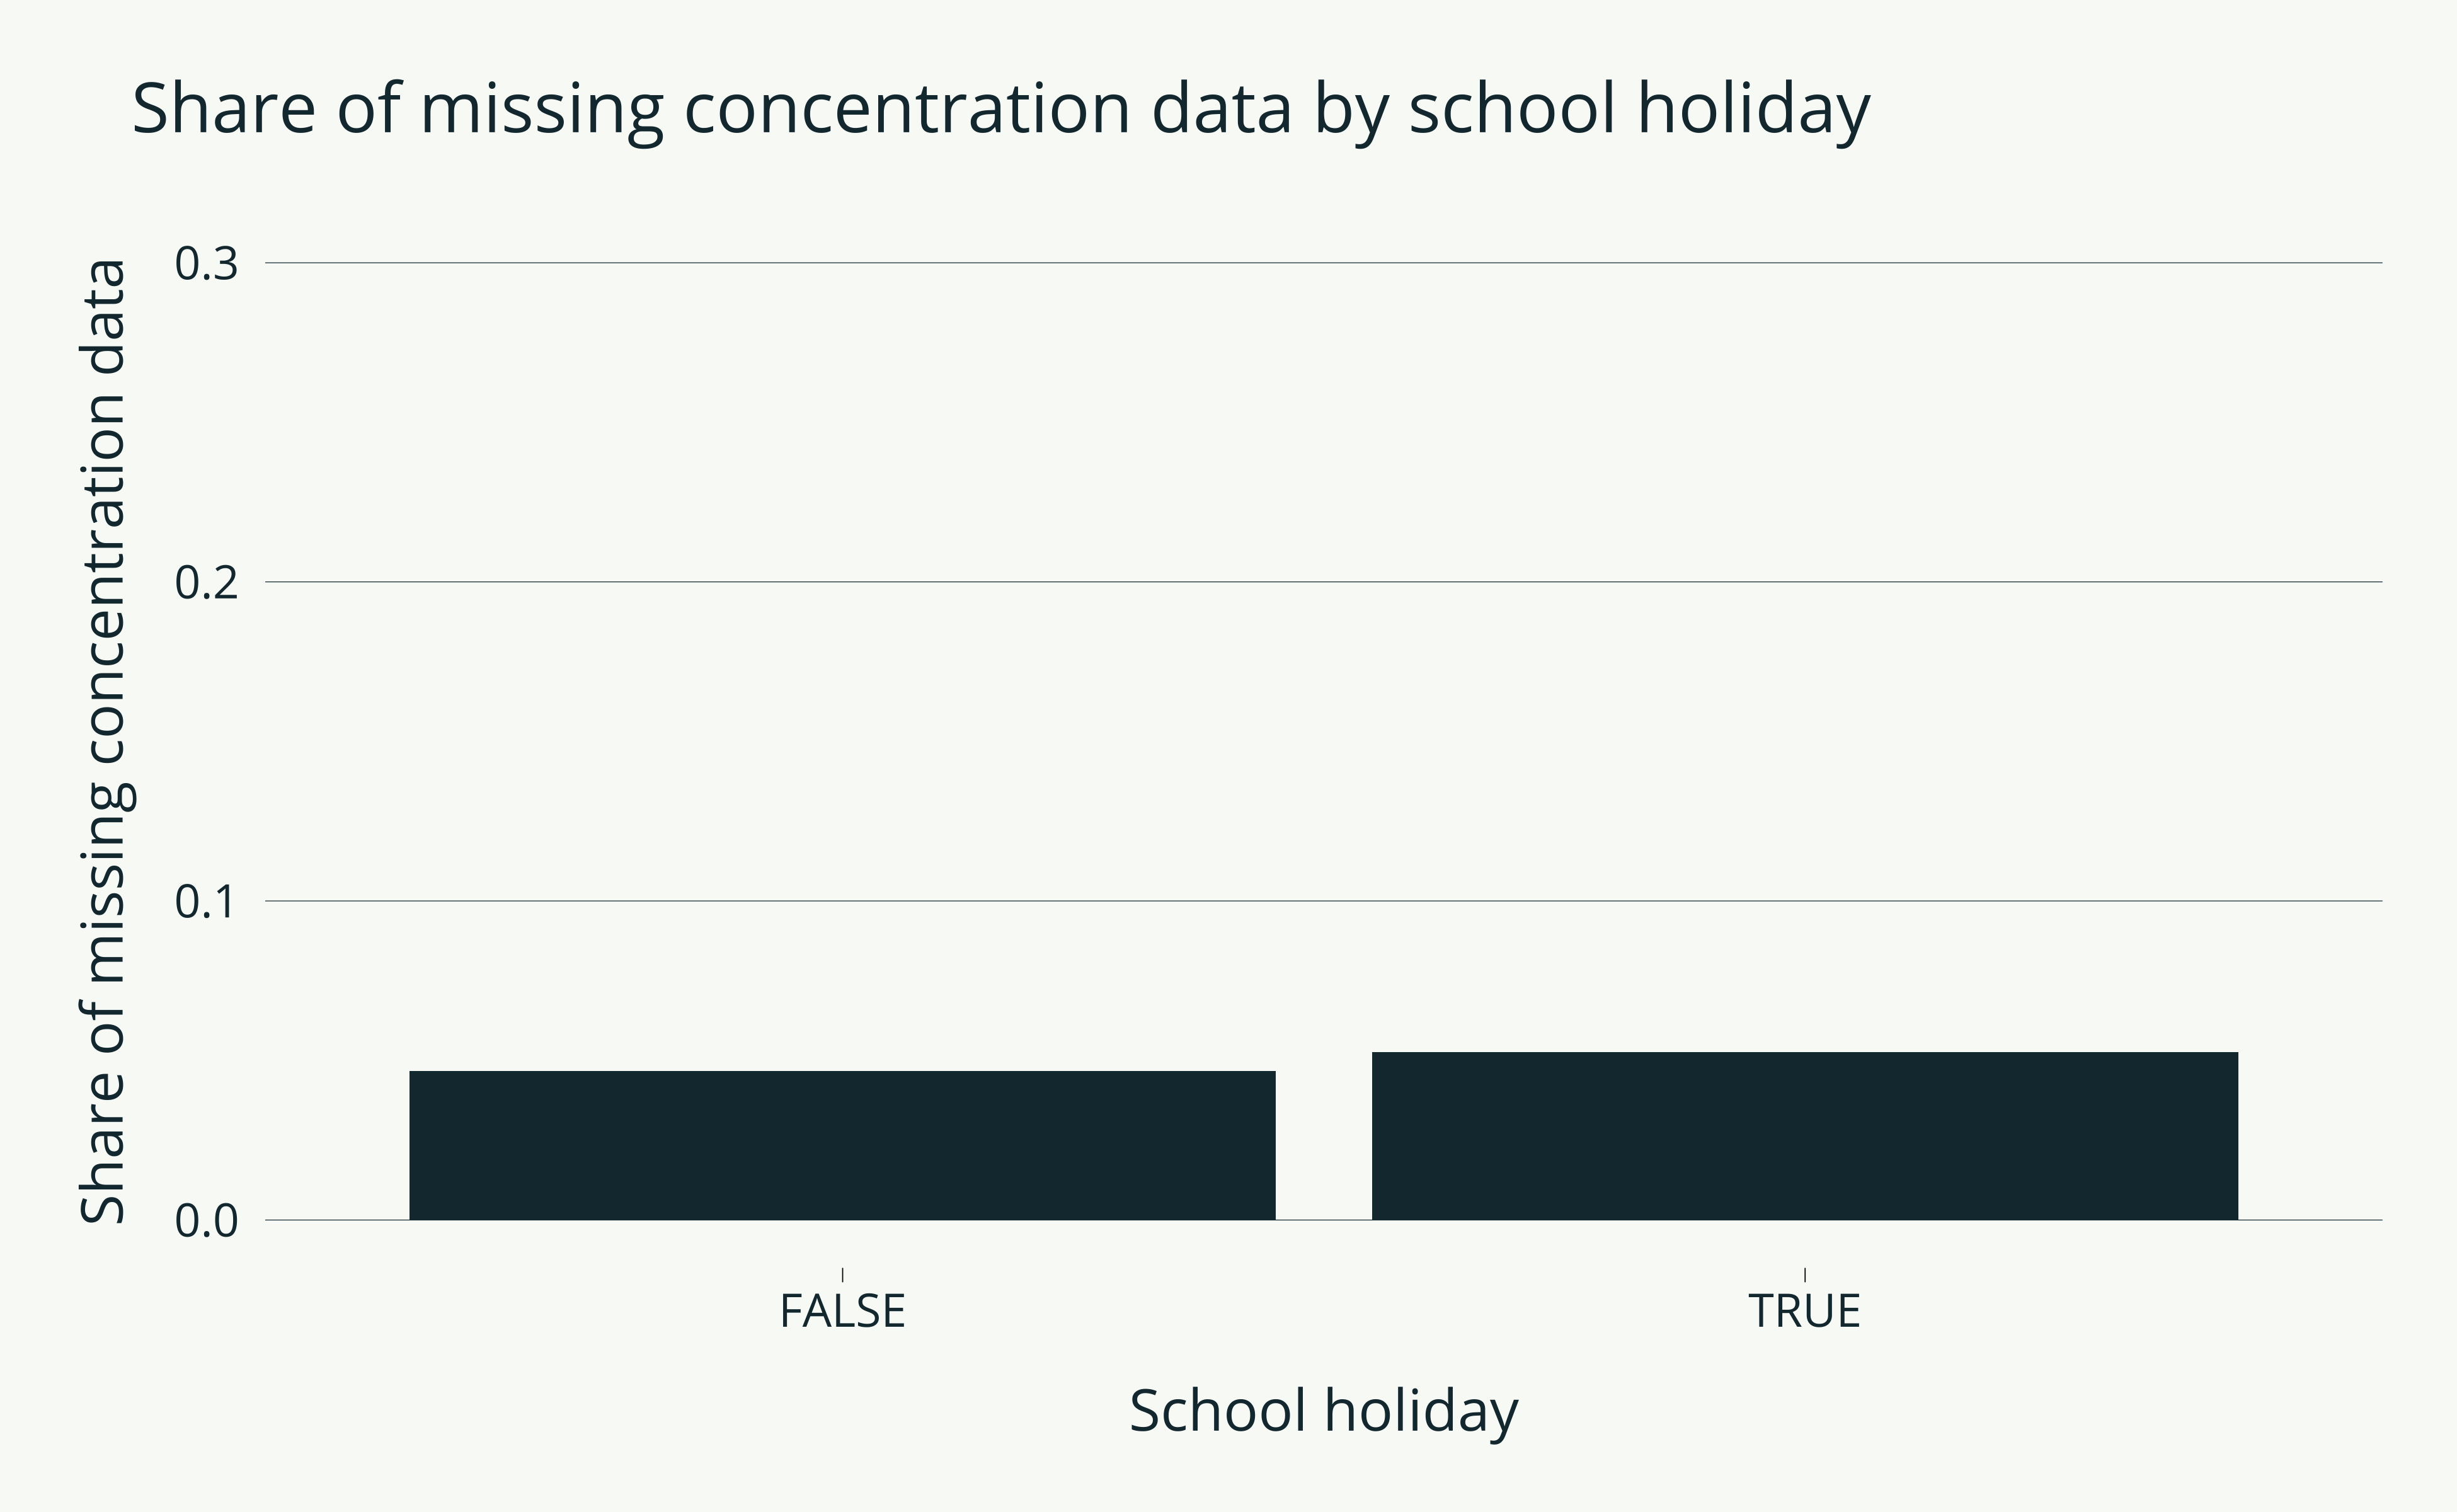 Share of missing concentration data by school holiday
Share of missing concentration data
0.3
0.2
0.1
0.0
FALSE
TRUE
School holiday